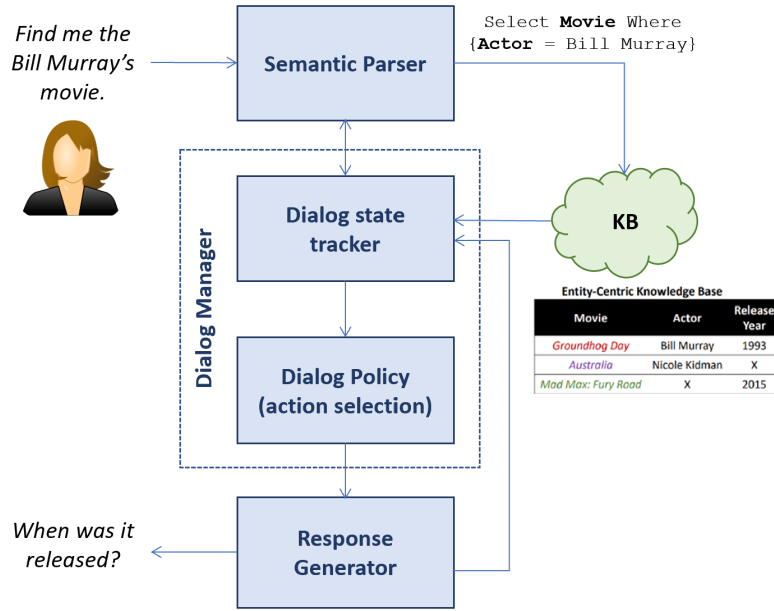 Find me the
Bill Murray's
movie.
Semantic Parser
Select Movie Where
{Actor = Bill Murray}
Dialog Manager
Dialog state
tracker
KB
Entity-Centric Knowledge Base
Movie Actor Release
Year
Groundhog Day Bill Murray 1993
Australia Nicole Kidman X
Mad Max: Fury Road X 2015
Dialog Policy
(action selection)
When was it
released?
Response
Generator